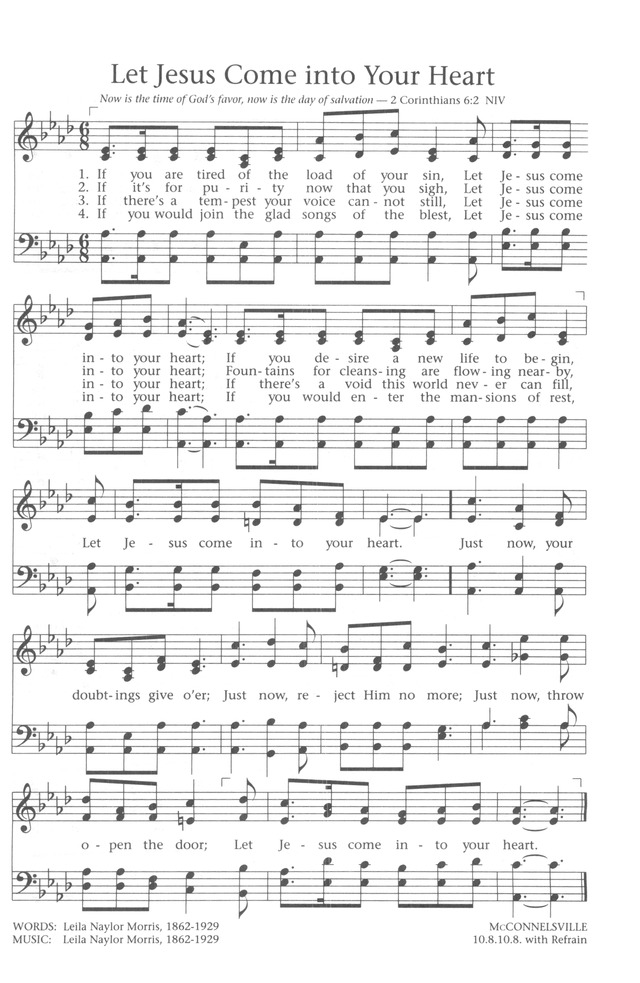 Let Jesus Come into Your Heart
Now is the time of God's favor, now is the day of salvation — 2 Corinthians 6:2 NIV
1. If you are tired of the load of your sin, Let Je - sus come
2. If it's for pu - ri - ty now that you sigh, Let Je - sus come
3. If there's a tem - pest your voice can - not still, Let Je - sus come
4. If you would join the glad songs of the blest, Let Je - sus come
in - to your heart; If you de - sire a new life to be - gin,
in - to your heart; Foun - tains for cleans - ing are flow - ing near - by,
in - to your heart; If there's a void this world nev - er can fill,
in - to your heart; If you would en - ter the man - sions of rest,
Let Je - sus come in - to your heart. Just now, your
doubt - ings give o'er; Just now, re - ject Him no more; Just now, throw
o - pen the door; Let Je - sus come in - to your heart.
WORDS: Leila Naylor Morris, 1862-1929
MUSIC: Leila Naylor Morris, 1862-1929
McCONNELSVILLE
10.8.10.8. with Refrain